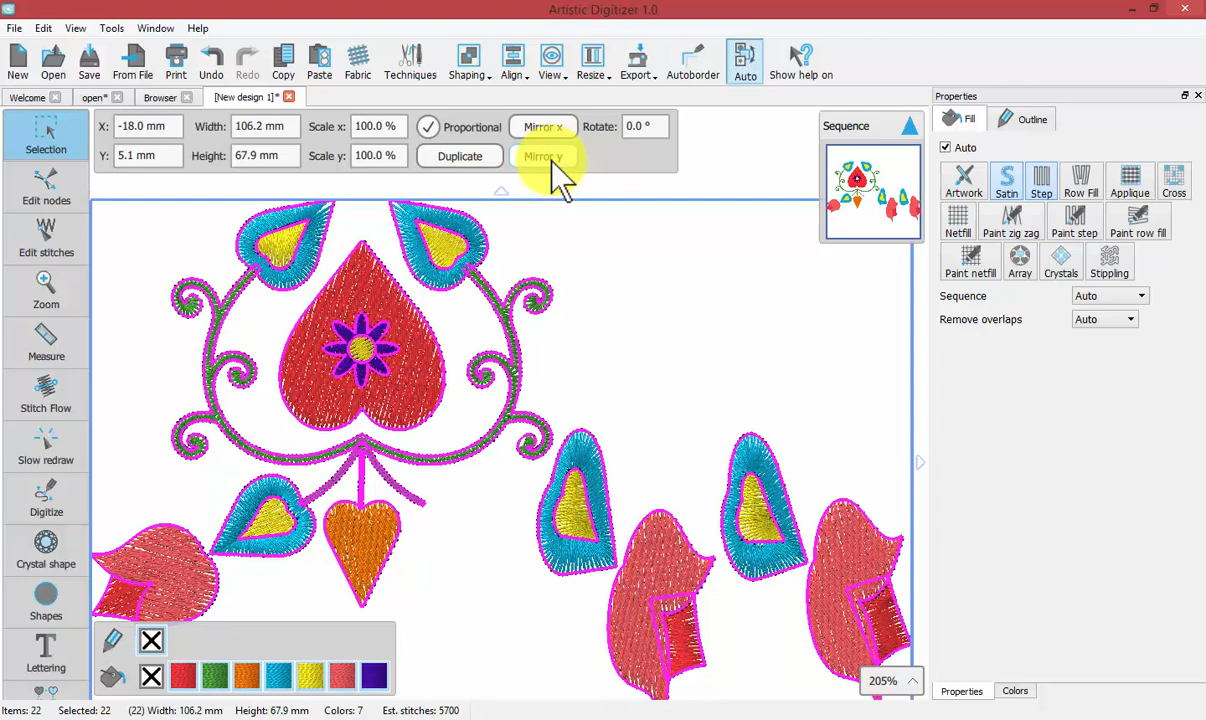 Artistic Digitizer 1.0
File Edit View Tools Window Help
New Open Save From File Print Undo Redo Copy Paste Fabric Techniques Shaping Align View Resize Export Autoborder Auto Show help on
Welcome open* Browser [New design 1]*
Properties
Selection
X: -18.0 mm Width: 106.2 mm Scale x: 100.0 % Proportional Mirror x Rotate: 0.0 °
Y: 5.1 mm Height: 67.9 mm Scale y: 100.0 % Duplicate Mirror y
Sequence
Fill Outline
Auto
Artwork Satin Step Row Fill Applique Cross
Netfill Paint zig zag Paint step Paint row fill
Paint netfill Array Crystals Stippling
Sequence Auto
Remove overlaps Auto
Edit nodes
Edit stitches
Zoom
Measure
Stitch Flow
Slow redraw
Digitize
Crystal shape
Shapes
Lettering
205%
Properties Colors
Items: 22 Selected: 22 (22) Width: 106.2 mm Height: 67.9 mm Colors: 7 Est. stitches: 5700